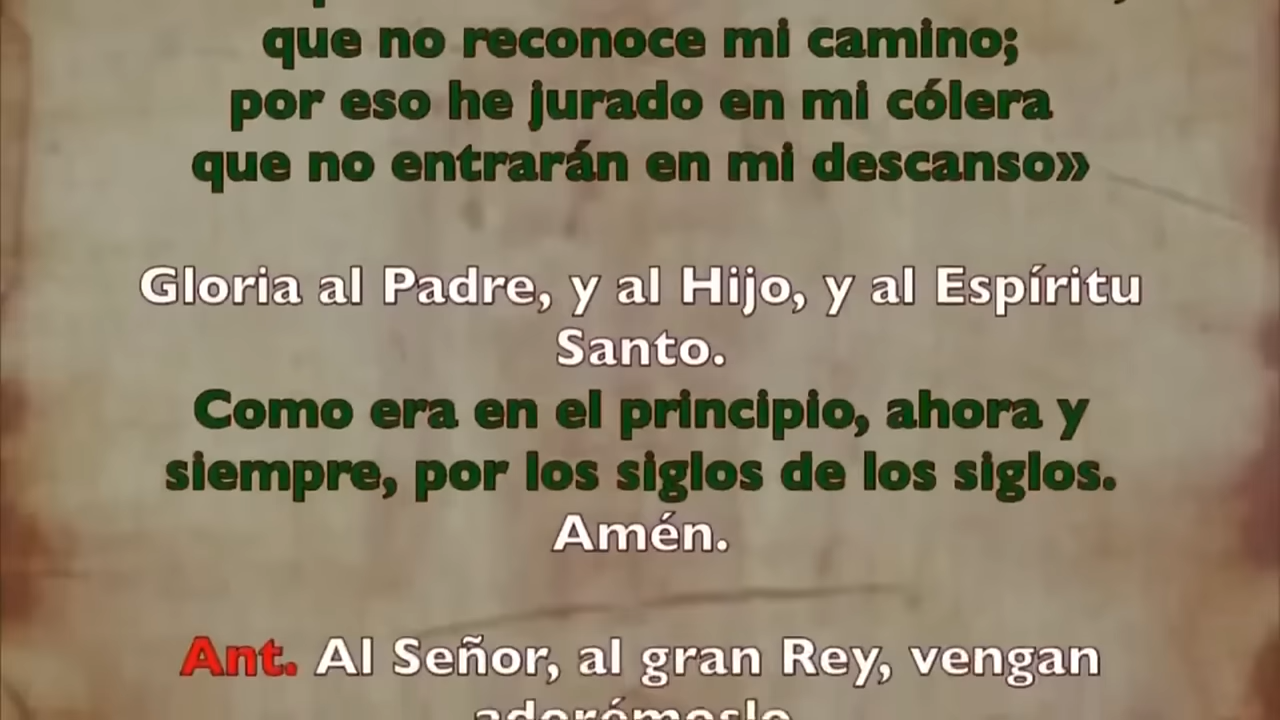 que no reconoce mi camino;
por eso he jurado en mi cólera
que no entrarán en mi descanso»
Gloria al Padre, y al Hijo, y al Espíritu
Santo.
Como era en el principio, ahora y
siempre, por los siglos de los siglos.
Amén.
Ant. Al Señor, al gran Rey, vengan
adorémoslo